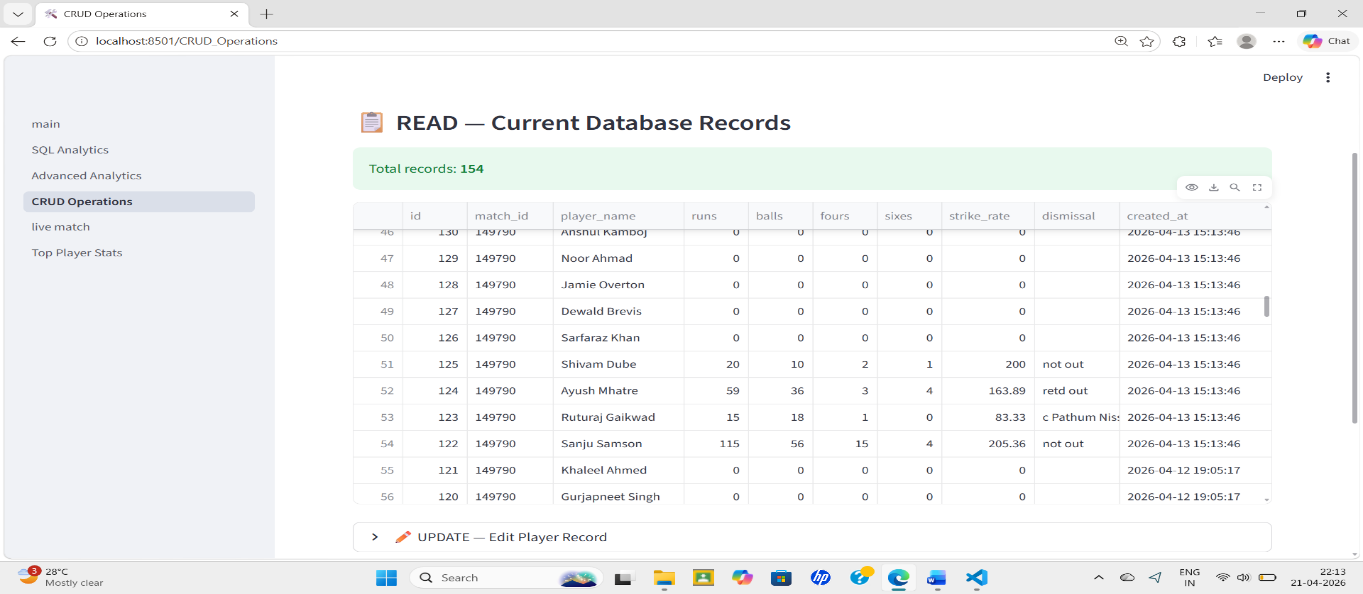 CRUD Operations
localhost:8501/CRUD_Operations
Chat
Deploy
main
SQL Analytics
Advanced Analytics
CRUD Operations
live match
Top Player Stats
READ — Current Database Records
Total records: 154
id match_id player_name runs balls fours sixes strike_rate dismissal created_at
46 130 149790 Anshul Kamboj 0 0 0 0 0 2026-04-13 15:13:46
47 129 149790 Noor Ahmad 0 0 0 0 0 2026-04-13 15:13:46
48 128 149790 Jamie Overton 0 0 0 0 0 2026-04-13 15:13:46
49 127 149790 Dewald Brevis 0 0 0 0 0 2026-04-13 15:13:46
50 126 149790 Sarfaraz Khan 0 0 0 0 0 2026-04-13 15:13:46
51 125 149790 Shivam Dube 20 10 2 1 200 not out 2026-04-13 15:13:46
52 124 149790 Ayush Mhatre 59 36 3 4 163.89 retd out 2026-04-13 15:13:46
53 123 149790 Ruturaj Gaikwad 15 18 1 0 83.33 c Pathum Niss 2026-04-13 15:13:46
54 122 149790 Sanju Samson 115 56 15 4 205.36 not out 2026-04-13 15:13:46
55 121 149790 Khaleel Ahmed 0 0 0 0 0 2026-04-12 19:05:17
56 120 149790 Gurjapneet Singh 0 0 0 0 0 2026-04-12 19:05:17
UPDATE — Edit Player Record
3
28°C
Mostly clear
Search
hp
ENG
IN
22:13
21-04-2026